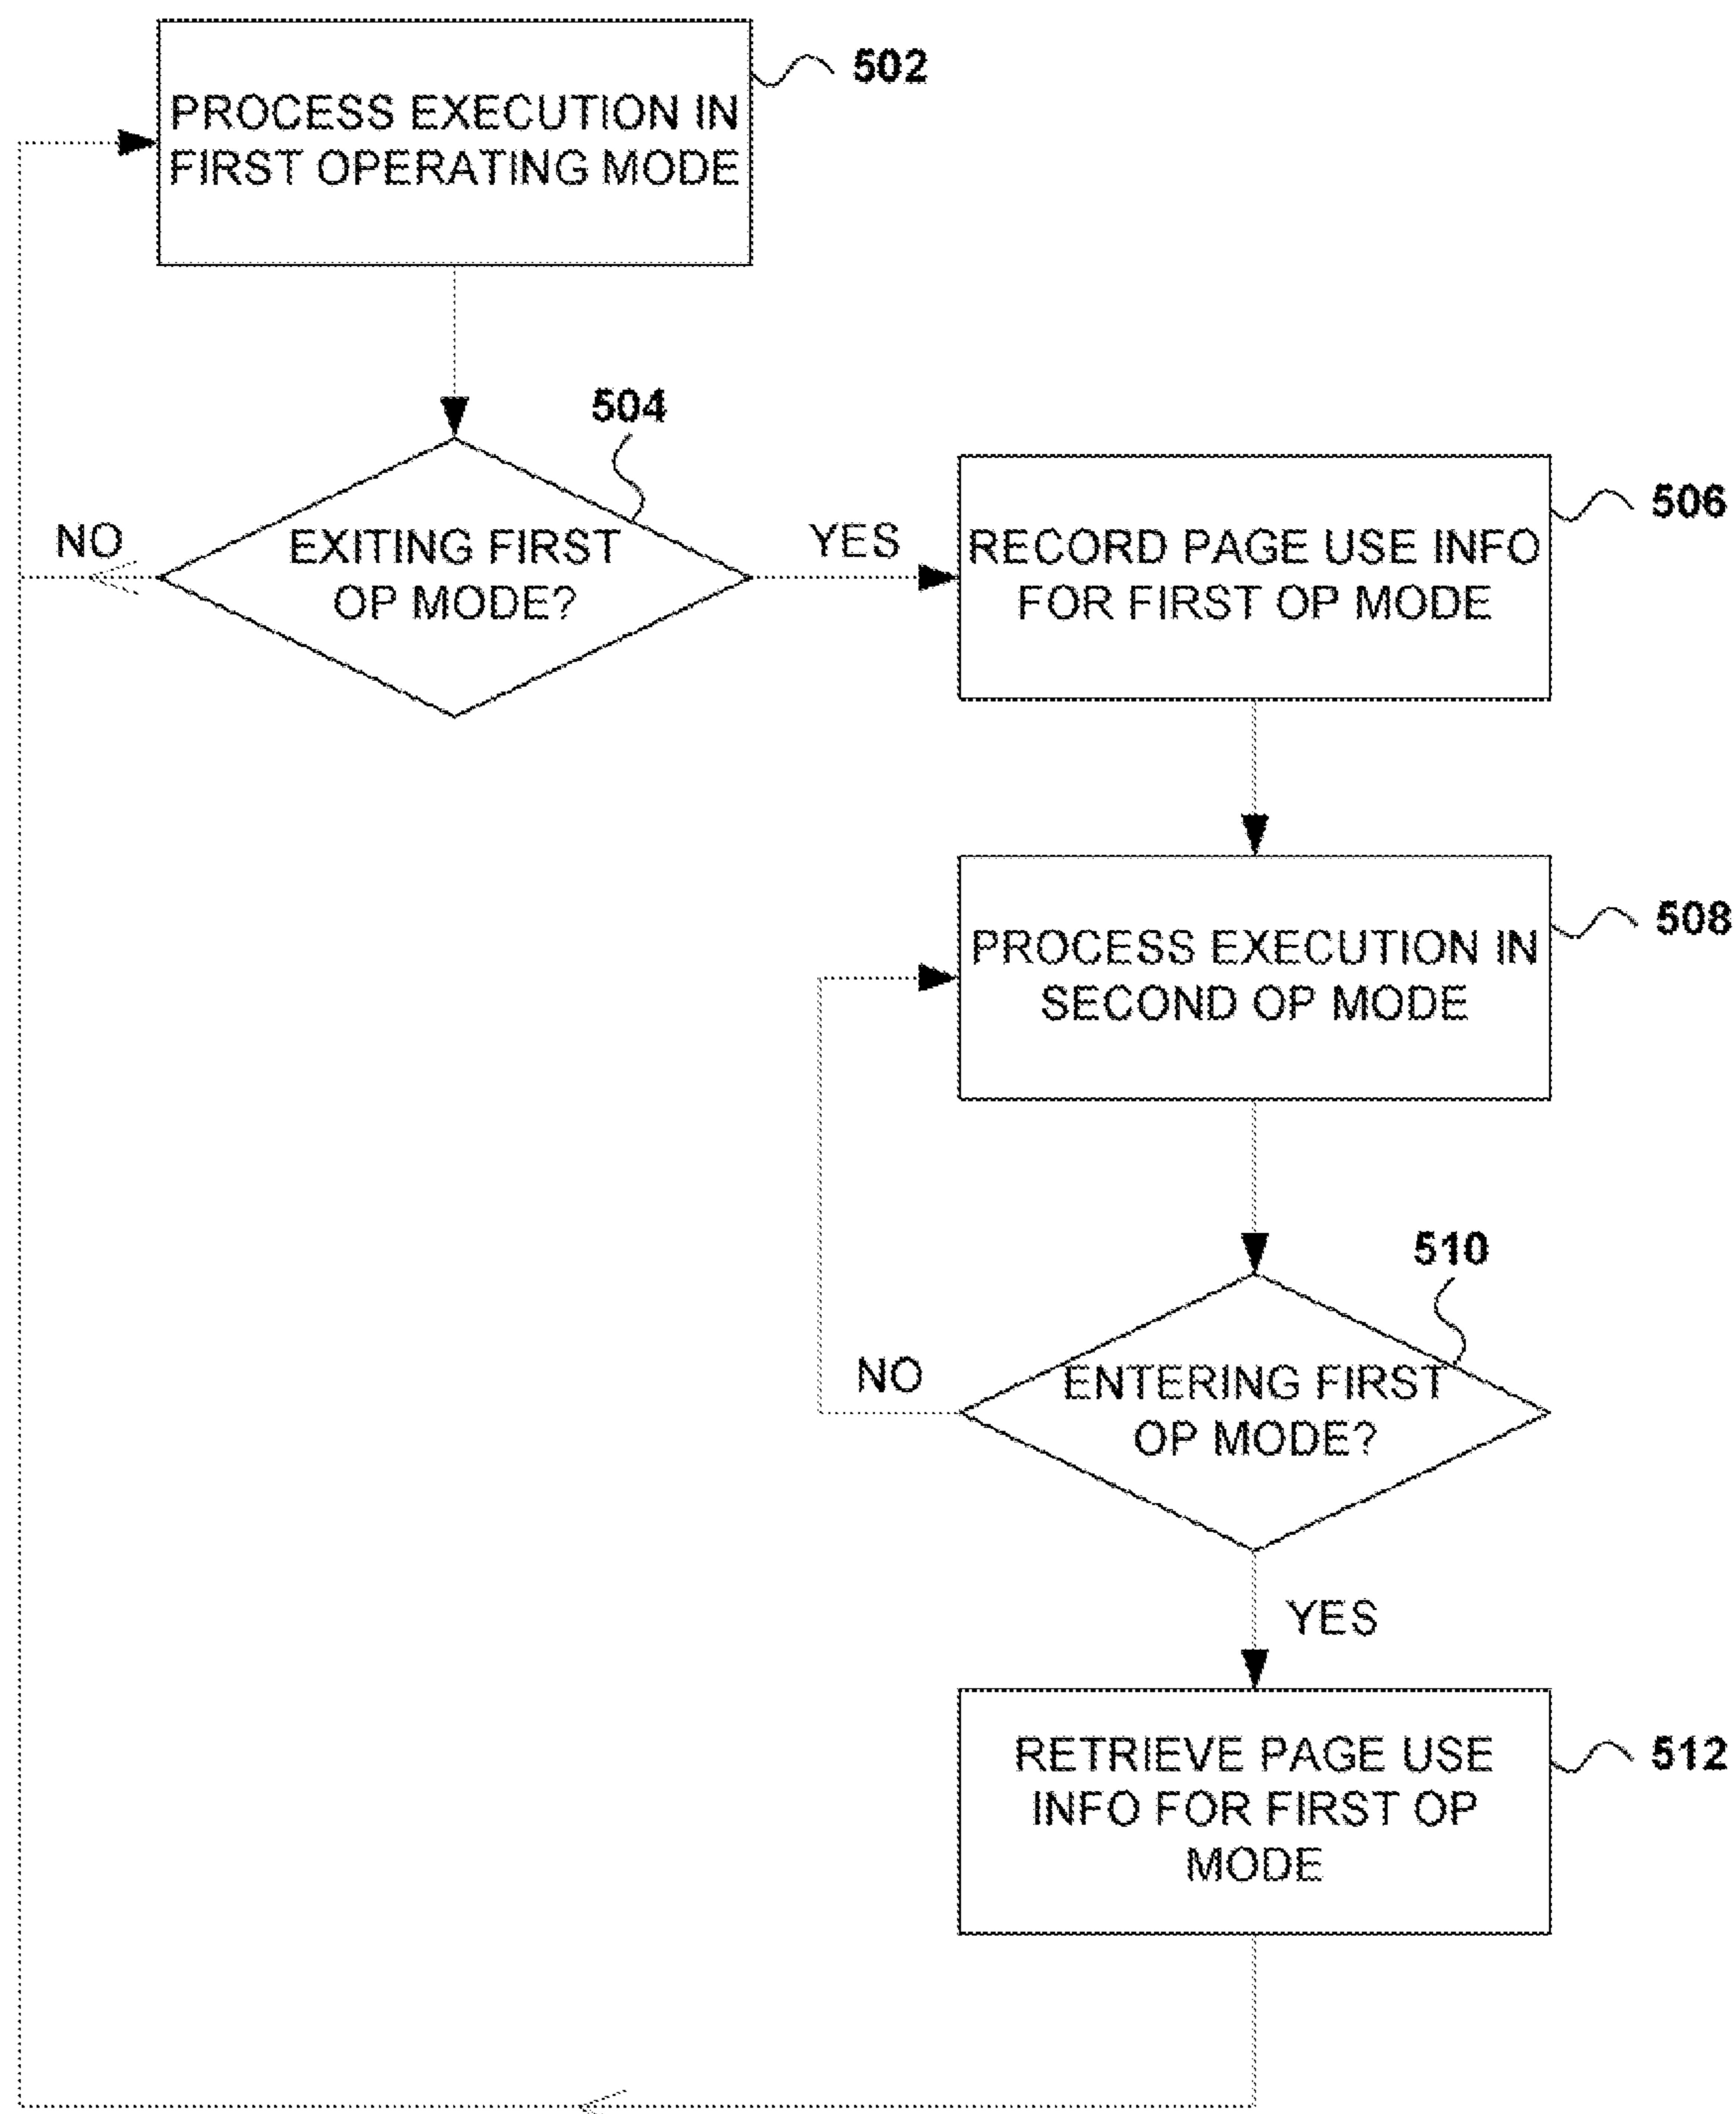 502
PROCESS EXECUTION IN
FIRST OPERATING MODE
504
NO
EXITING FIRST
OP MODE?
YES
506
RECORD PAGE USE INFO
FOR FIRST OP MODE
508
PROCESS EXECUTION IN
SECOND OP MODE
510
NO
ENTERING FIRST
OP MODE?
YES
512
RETRIEVE PAGE USE
INFO FOR FIRST OP
MODE